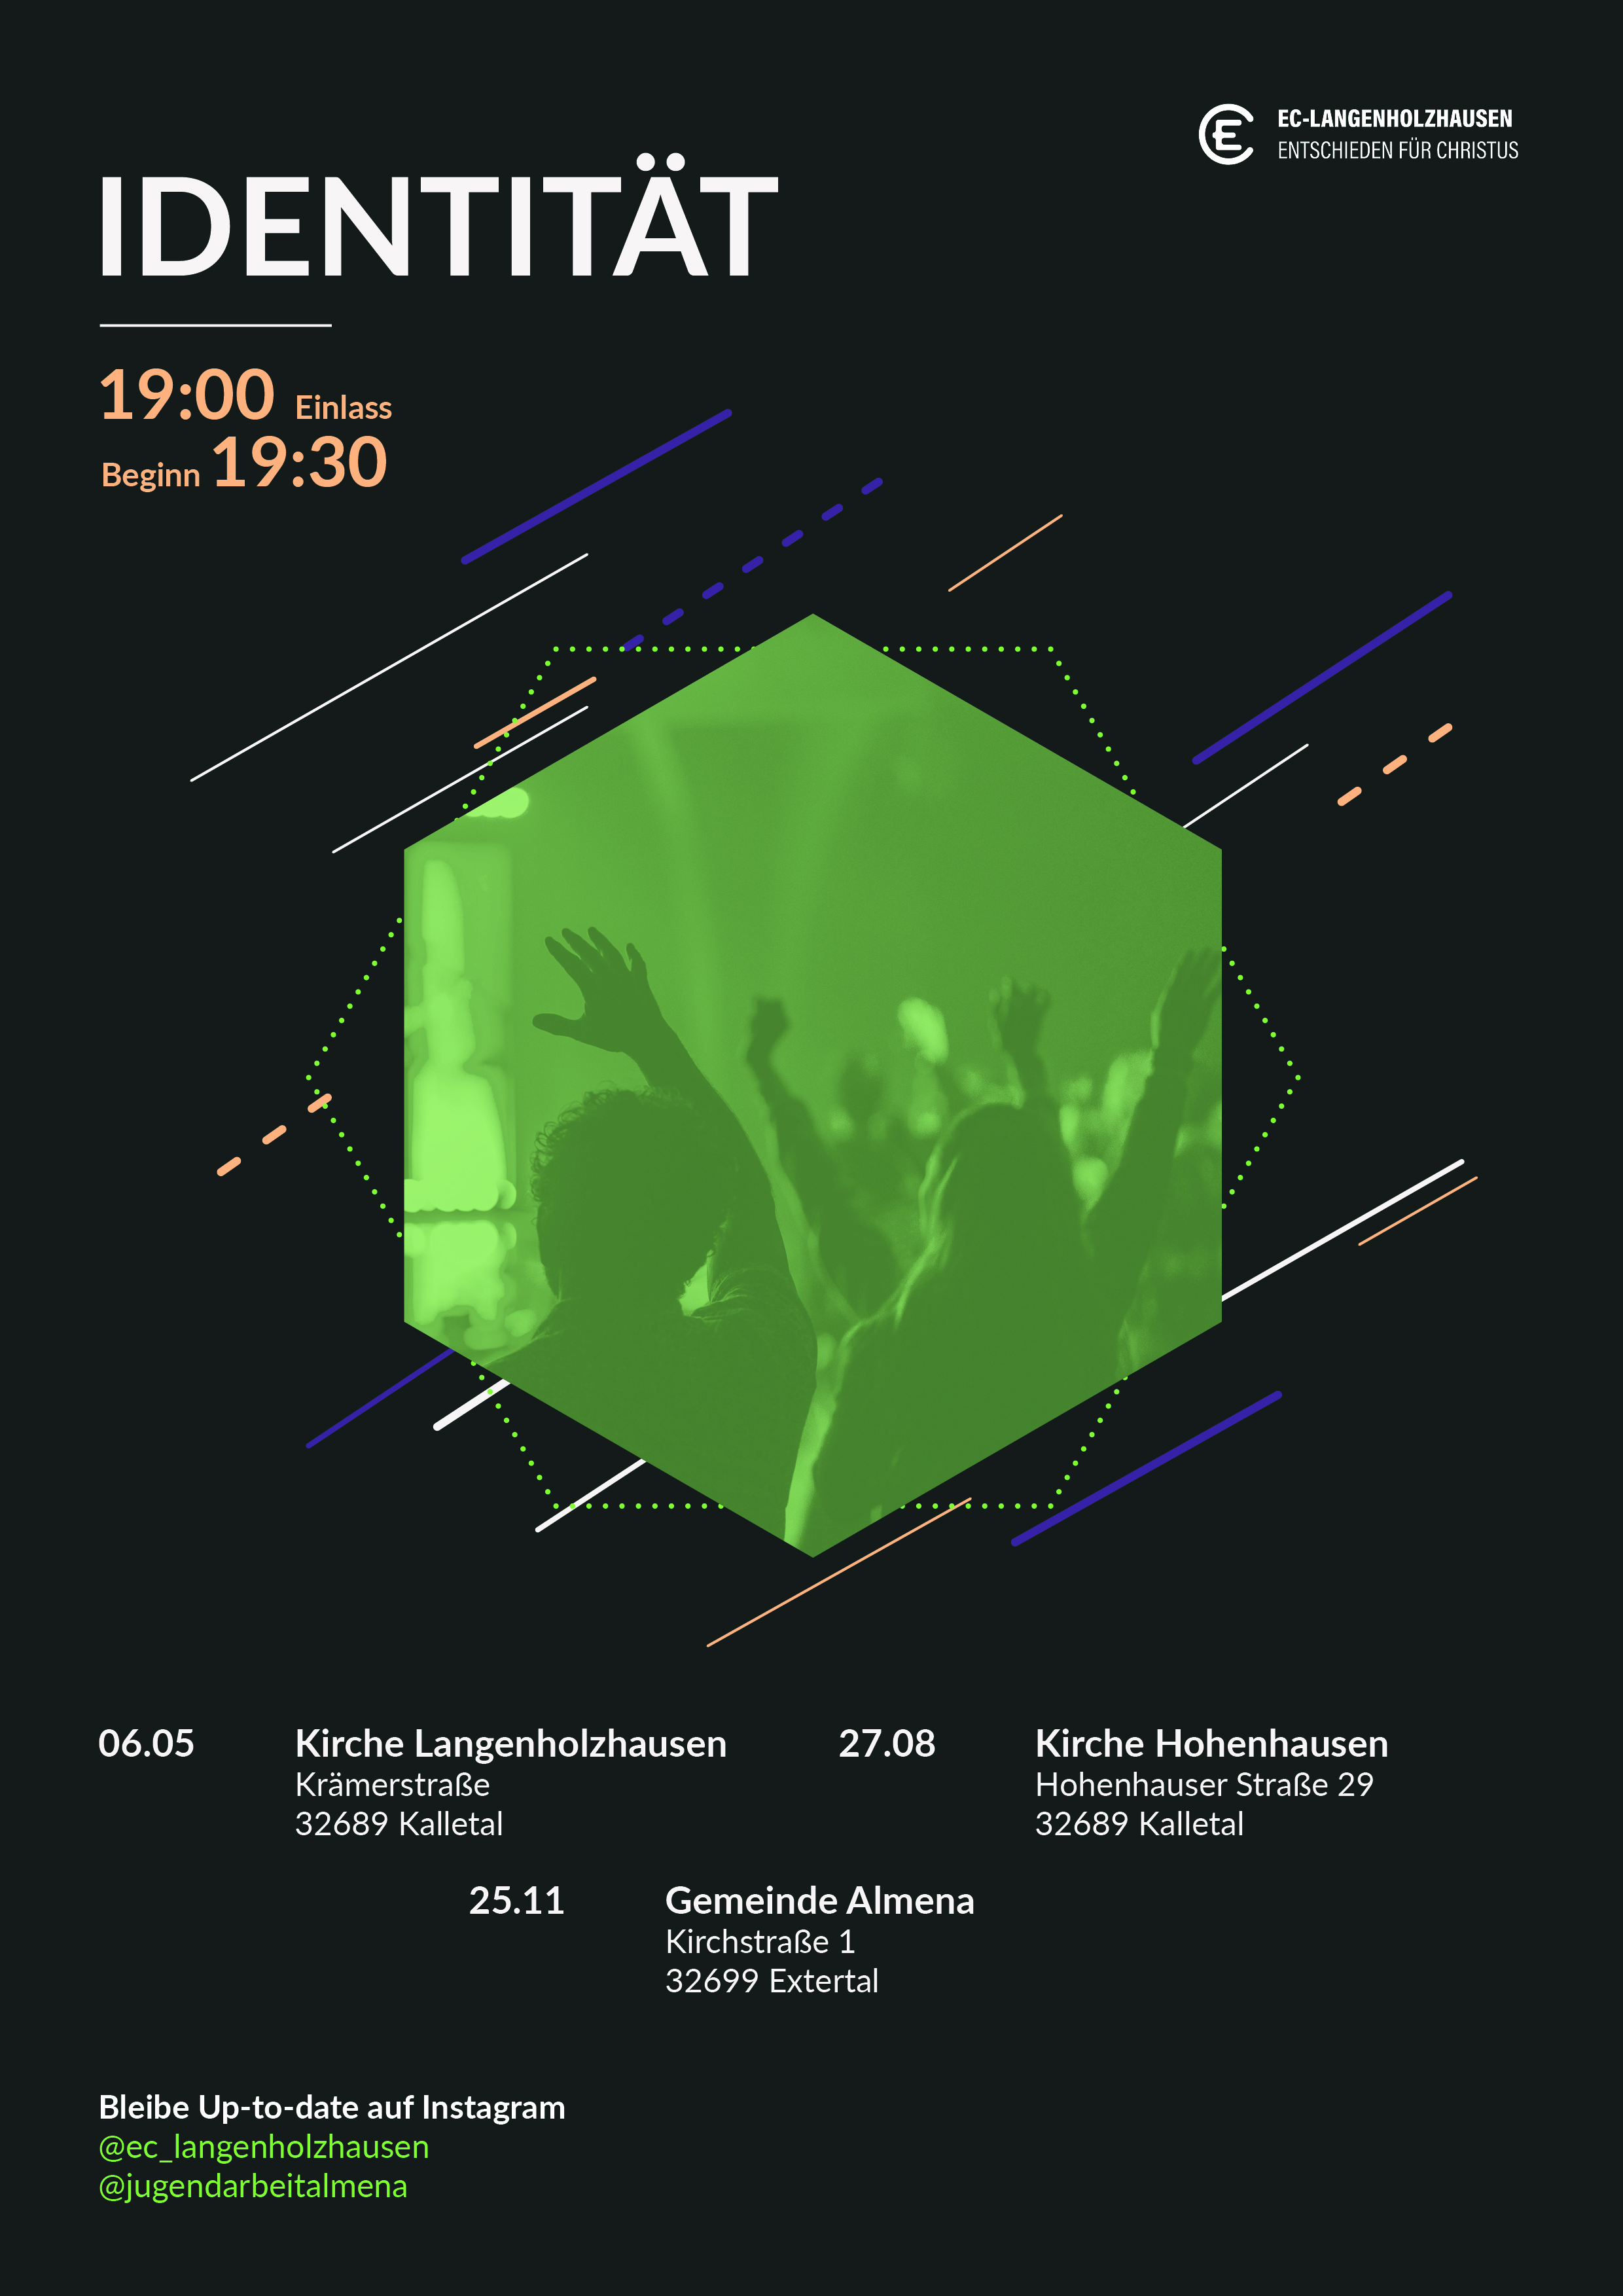 EC-LANGENHOLZHAUSEN
ENTSCHIEDEN FÜR CHRISTUS
IDENTITÄT
19:00 Einlass
Beginn 19:30
06.05 Kirche Langenholzhausen
Krämerstraße
32689 Kalletal
27.08 Kirche Hohenhausen
Hohenhauser Straße 29
32689 Kalletal
25.11 Gemeinde Almena
Kirchstraße 1
32699 Extertal
Bleibe Up-to-date auf Instagram
@ec_langenholzhausen
@jugendarbeitalmena